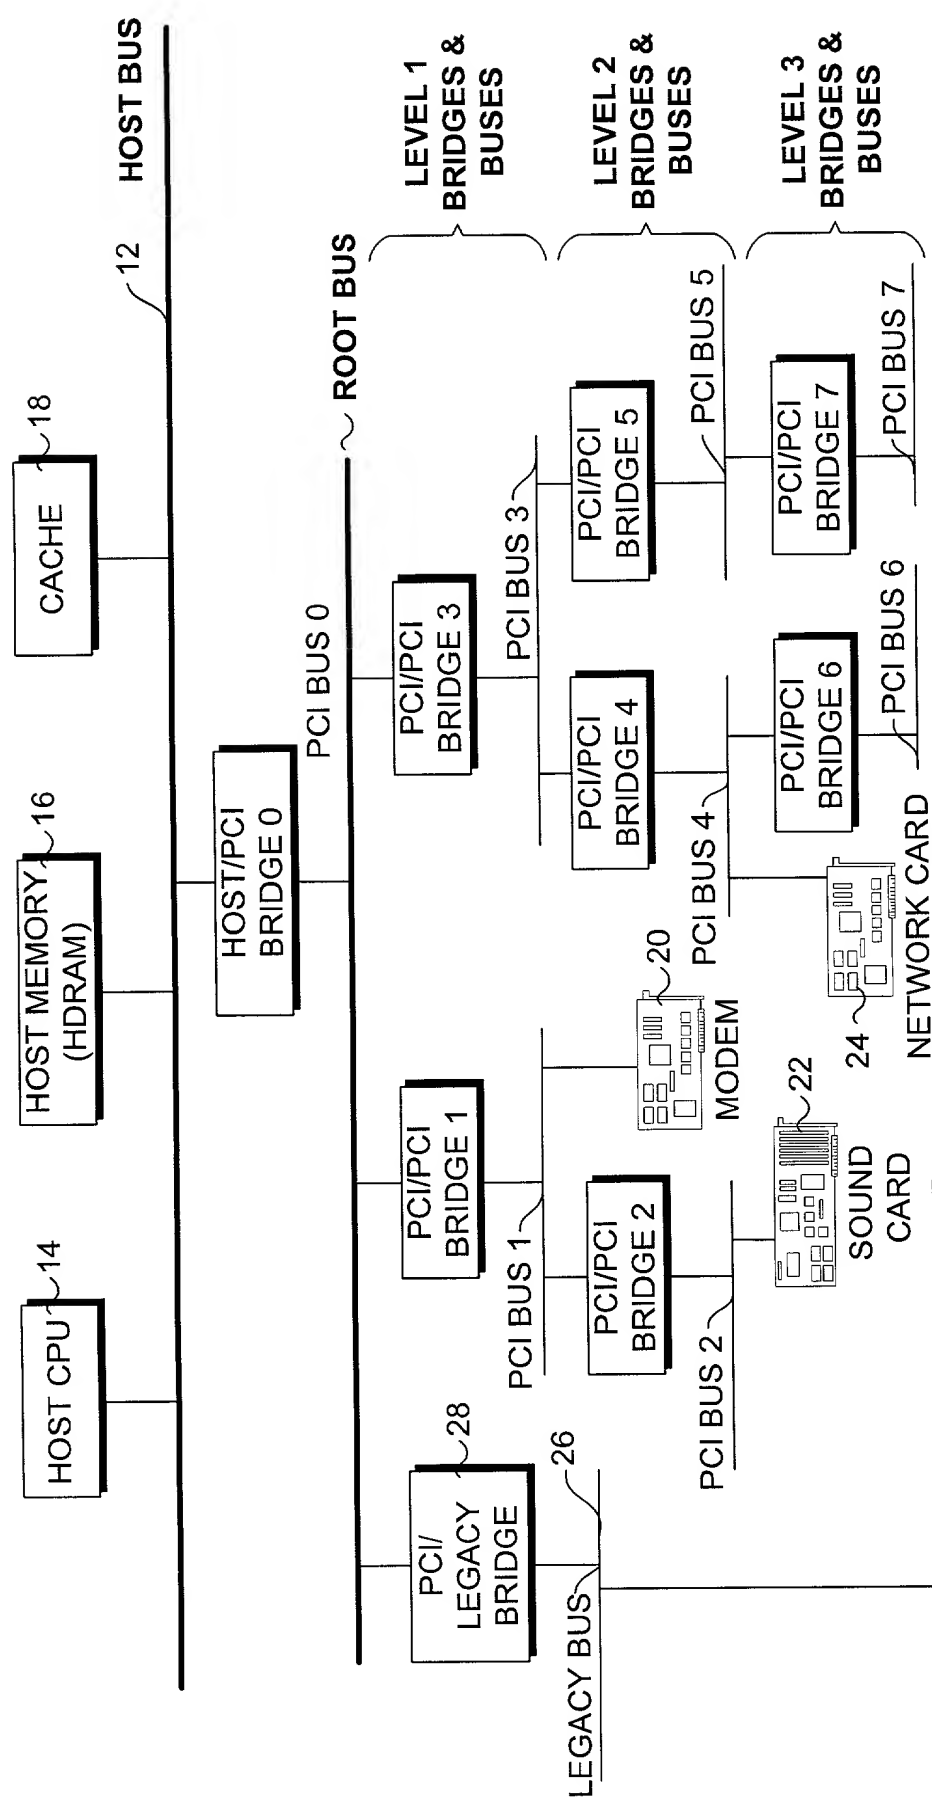 HOST CPU
14
HOST MEMORY
(HDRAM)
16
CACHE
18
12
HOST BUS
HOST/PCI
BRIDGE 0
PCI BUS 0
ROOT BUS
PCI/
LEGACY
BRIDGE
28
PCI/PCI
BRIDGE 1
PCI/PCI
BRIDGE 3
LEVEL 1
BRIDGES &
BUSES
LEGACY BUS
26
PCI BUS 1
PCI BUS 3
PCI/PCI
BRIDGE 2
20
MODEM
PCI/PCI
BRIDGE 4
PCI/PCI
BRIDGE 5
LEVEL 2
BRIDGES &
BUSES
PCI BUS 2
PCI BUS 4
PCI BUS 5
22
SOUND
CARD
24
NETWORK CARD
PCI/PCI
BRIDGE 6
PCI/PCI
BRIDGE 7
LEVEL 3
BRIDGES &
BUSES
PCI BUS 6
PCI BUS 7